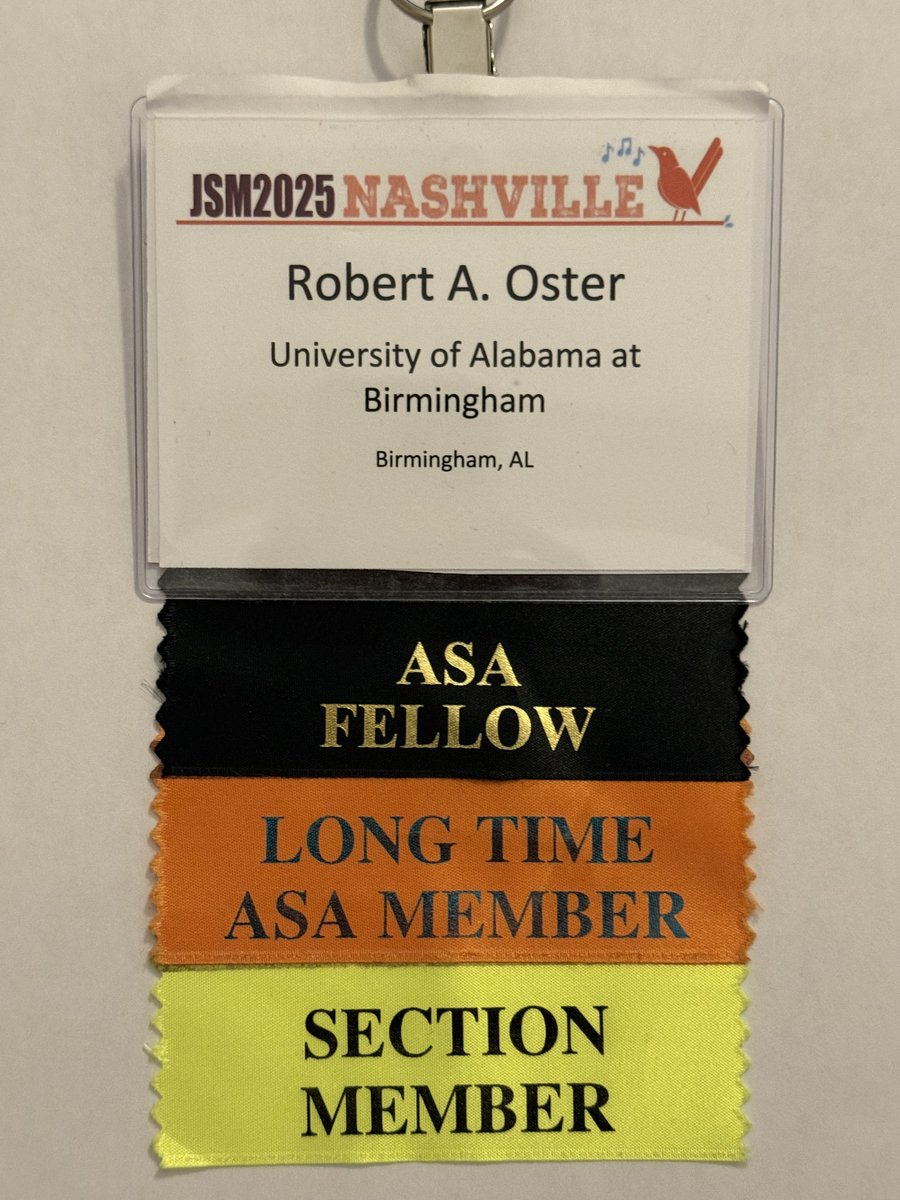 JSM2025 NASHVILLE
Robert A. Oster
University of Alabama at
Birmingham
Birmingham, AL
ASA
FELLOW
LONG TIME
ASA MEMBER
SECTION
MEMBER